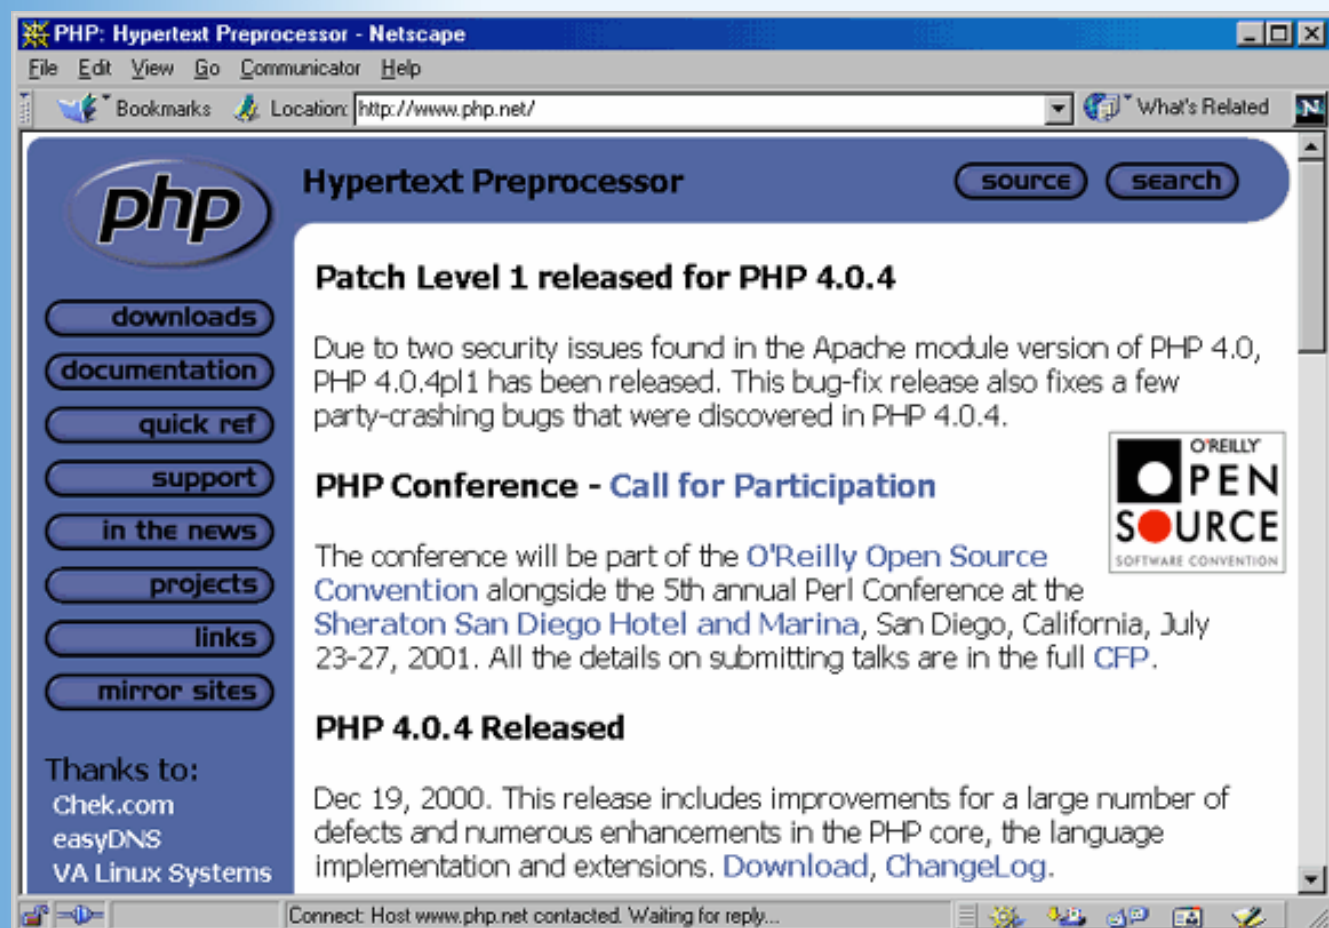 PHP: Hypertext Preprocessor - Netscape
File Edit View Go Communicator Help
Bookmarks Location: http://www.php.net/ What's Related N
php Hypertext Preprocessor source search
downloads
documentation
quick ref
support
in the news
projects
links
mirror sites
Thanks to:
Chek.com
easyDNS
VA Linux Systems
Patch Level 1 released for PHP 4.0.4
Due to two security issues found in the Apache module version of PHP 4.0,
PHP 4.0.4pl1 has been released. This bug-fix release also fixes a few
party-crashing bugs that were discovered in PHP 4.0.4.
PHP Conference - Call for Participation
O'REILLY
OPEN
SOURCE
SOFTWARE CONVENTION
The conference will be part of the O'Reilly Open Source
Convention alongside the 5th annual Perl Conference at the
Sheraton San Diego Hotel and Marina, San Diego, California, July
23-27, 2001. All the details on submitting talks are in the full CFP.
PHP 4.0.4 Released
Dec 19, 2000. This release includes improvements for a large number of
defects and numerous enhancements in the PHP core, the language
implementation and extensions. Download, ChangeLog.
Connect: Host www.php.net contacted. Waiting for reply...